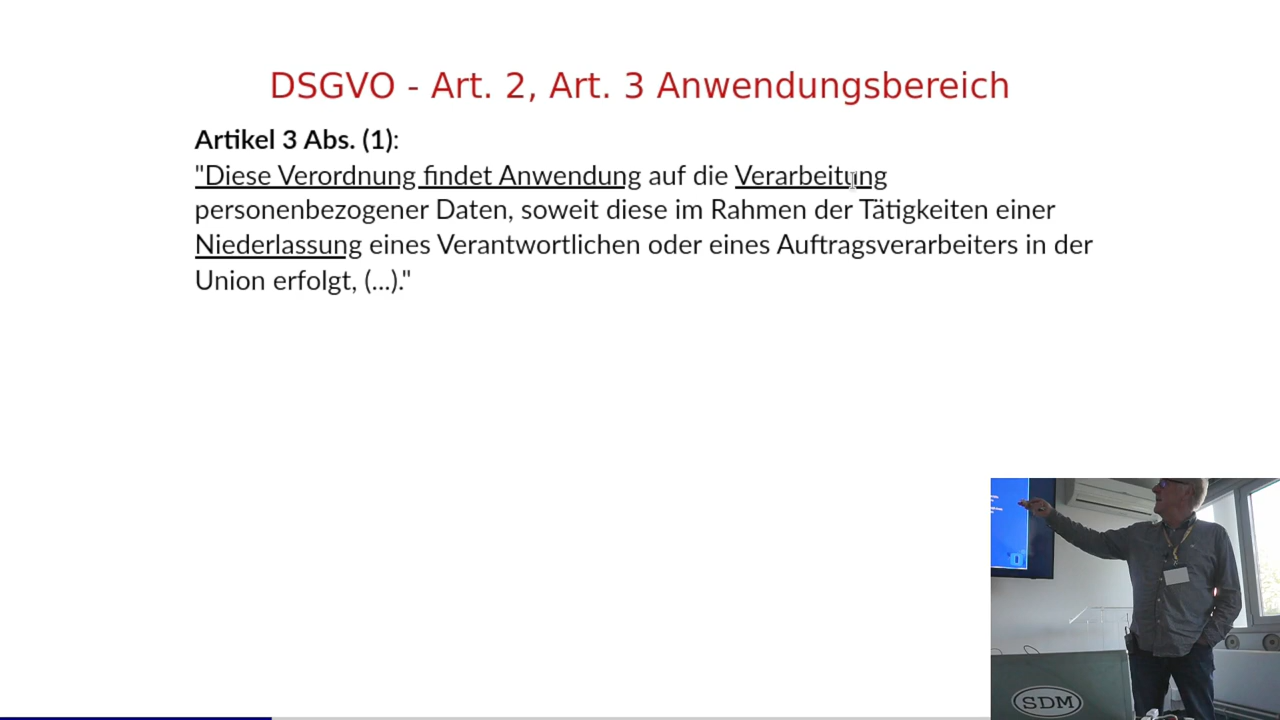 DSGVO - Art. 2, Art. 3 Anwendungsbereich
Artikel 3 Abs. (1):
"Diese Verordnung findet Anwendung auf die Verarbeitung
personenbezogener Daten, soweit diese im Rahmen der Tätigkeiten einer
Niederlassung eines Verantwortlichen oder eines Auftragsverarbeiters in der
Union erfolgt, (...)."
SDM